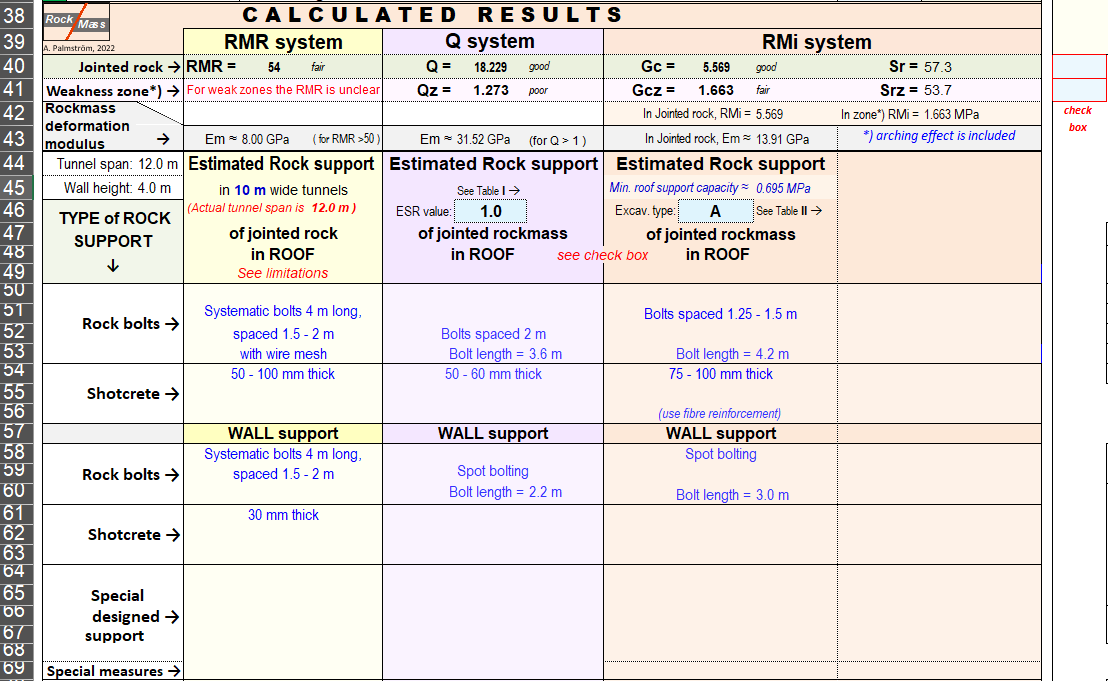 38 Rock Mass CALCULATED RESULTS
39 A. Palmström, 2022 RMR system Q system RMi system
40 Jointed rock → RMR = 54 fair Q = 18.229 good Gc = 5.569 good Sr = 57.3
41 Weakness zone*) → For weak zones the RMR is unclear Qz = 1.273 poor Gcz = 1.663 fair Srz = 53.7
check
box
42 Rockmass In Jointed rock, RMi = 5.569 In zone*) RMi = 1.663 MPa
deformation
43 modulus → Em ≈ 8.00 GPa (for RMR >50) Em ≈ 31.52 GPa (for Q > 1 ) In Jointed rock, Em ≈ 13.91 GPa *) arching effect is included
44 Tunnel span: 12.0 m Estimated Rock support Estimated Rock support Estimated Rock support
45 Wall height: 4.0 m in 10 m wide tunnels See Table I → Min. roof support capacity ≈ 0.695 MPa
46 TYPE of ROCK (Actual tunnel span is 12.0 m ) ESR value: 1.0 Excav. type: A See Table II →
47 SUPPORT of jointed rock of jointed rockmass of jointed rockmass
48 ↓ in ROOF in ROOF see check box in ROOF
49 See limitations
50
51 Rock bolts → Systematic bolts 4 m long, Bolts spaced 1.25 - 1.5 m
52 spaced 1.5 - 2 m Bolts spaced 2 m
53 with wire mesh Bolt length = 3.6 m Bolt length = 4.2 m
54 50 - 100 mm thick 50 - 60 mm thick 75 - 100 mm thick
55 Shotcrete →
56 (use fibre reinforcement)
57 WALL support WALL support WALL support
58 Systematic bolts 4 m long, Spot bolting
59 Rock bolts → spaced 1.5 - 2 m Spot bolting
60 Bolt length = 2.2 m Bolt length = 3.0 m
61 30 mm thick
62 Shotcrete →
63
64
65 Special
66 designed →
67 support
68
69 Special measures →